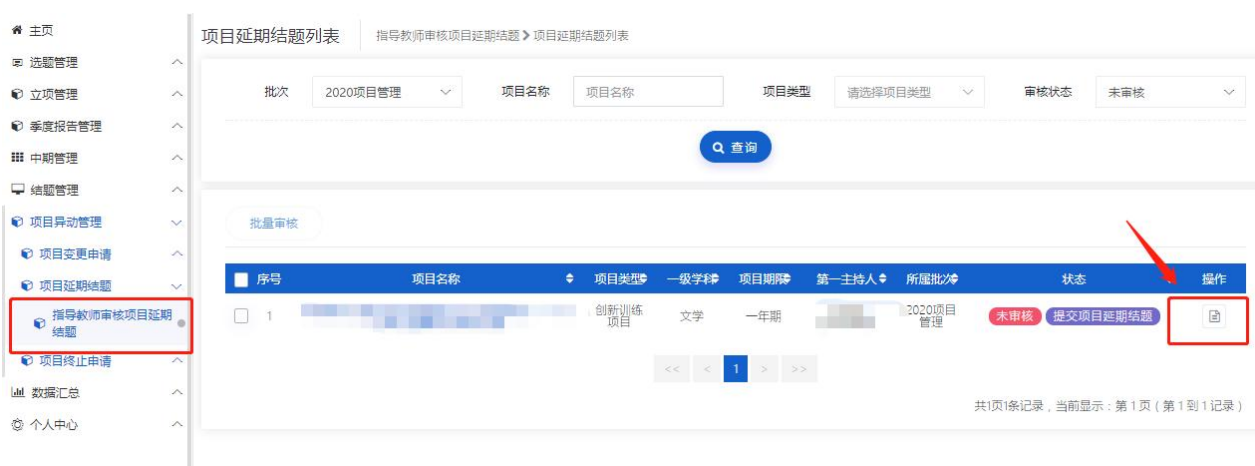 主页
选题管理
立项管理
季度报告管理
中期管理
结题管理
项目异动管理
项目变更申请
项目延期结题
指导教师审核项目延期
结题
项目终止申请
数据汇总
个人中心
项目延期结题列表 指导教师审核项目延期结题 > 项目延期结题列表
批次 2020项目管理 项目名称 项目名称 项目类型 请选择项目类型 审核状态 未审核
查询
批量审核
序号 项目名称 项目类型 一级学科 项目期限 第一主持人 所属批次 状态 操作
1 创新训练
项目 文学 一年期 2020项目
管理 未审核 提交项目延期结题
<< < 1 > >>
共1页1条记录，当前显示：第1页（第1到1记录）